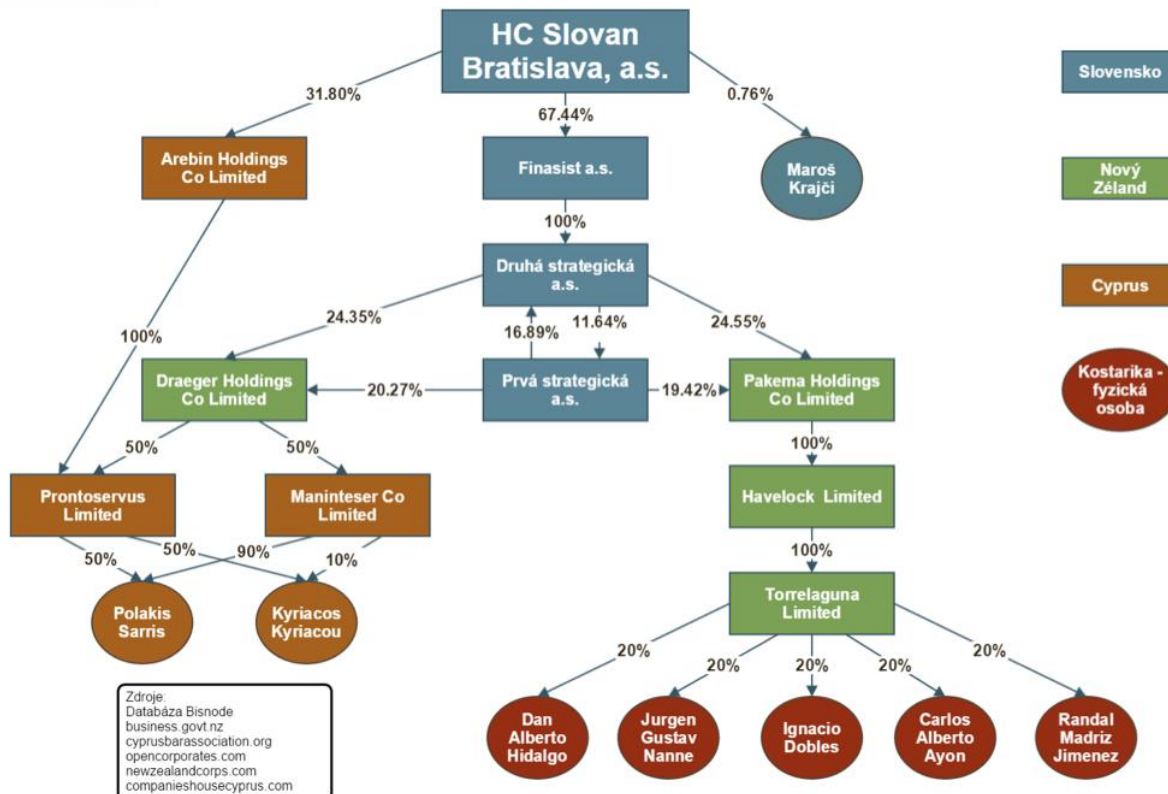 HC Slovan
Bratislava, a.s.
Slovensko
31.80%
67.44%
0.76%
Arebin Holdings
Co Limited
Finasist a.s.
Maroš
Krajči
Nový
Zéland
100%
Druhá strategická
a.s.
Cyprus
24.35%
16.89%
11.64%
24.55%
100%
Draeger Holdings
Co Limited
20.27%
Prvá strategická
a.s.
19.42%
Pakema Holdings
Co Limited
Kostarika -
fyzická
osoba
50%
50%
100%
Prontoservus
Limited
Maninteser Co
Limited
Havelock Limited
50%
50%
90%
10%
100%
Polakis
Sarris
Kyriacos
Kyriacou
Torrelaguna
Limited
20%
20%
20%
20%
20%
Zdroje:
Databáza Bisnode
business.govt.nz
cyprusbarassociation.org
opencorporates.com
newzealandcorps.com
companieshousecyprus.com
Dan
Alberto
Hidalgo
Jurgen
Gustav
Nanne
Ignacio
Dobles
Carlos
Alberto
Ayon
Randal
Madriz
Jimenez